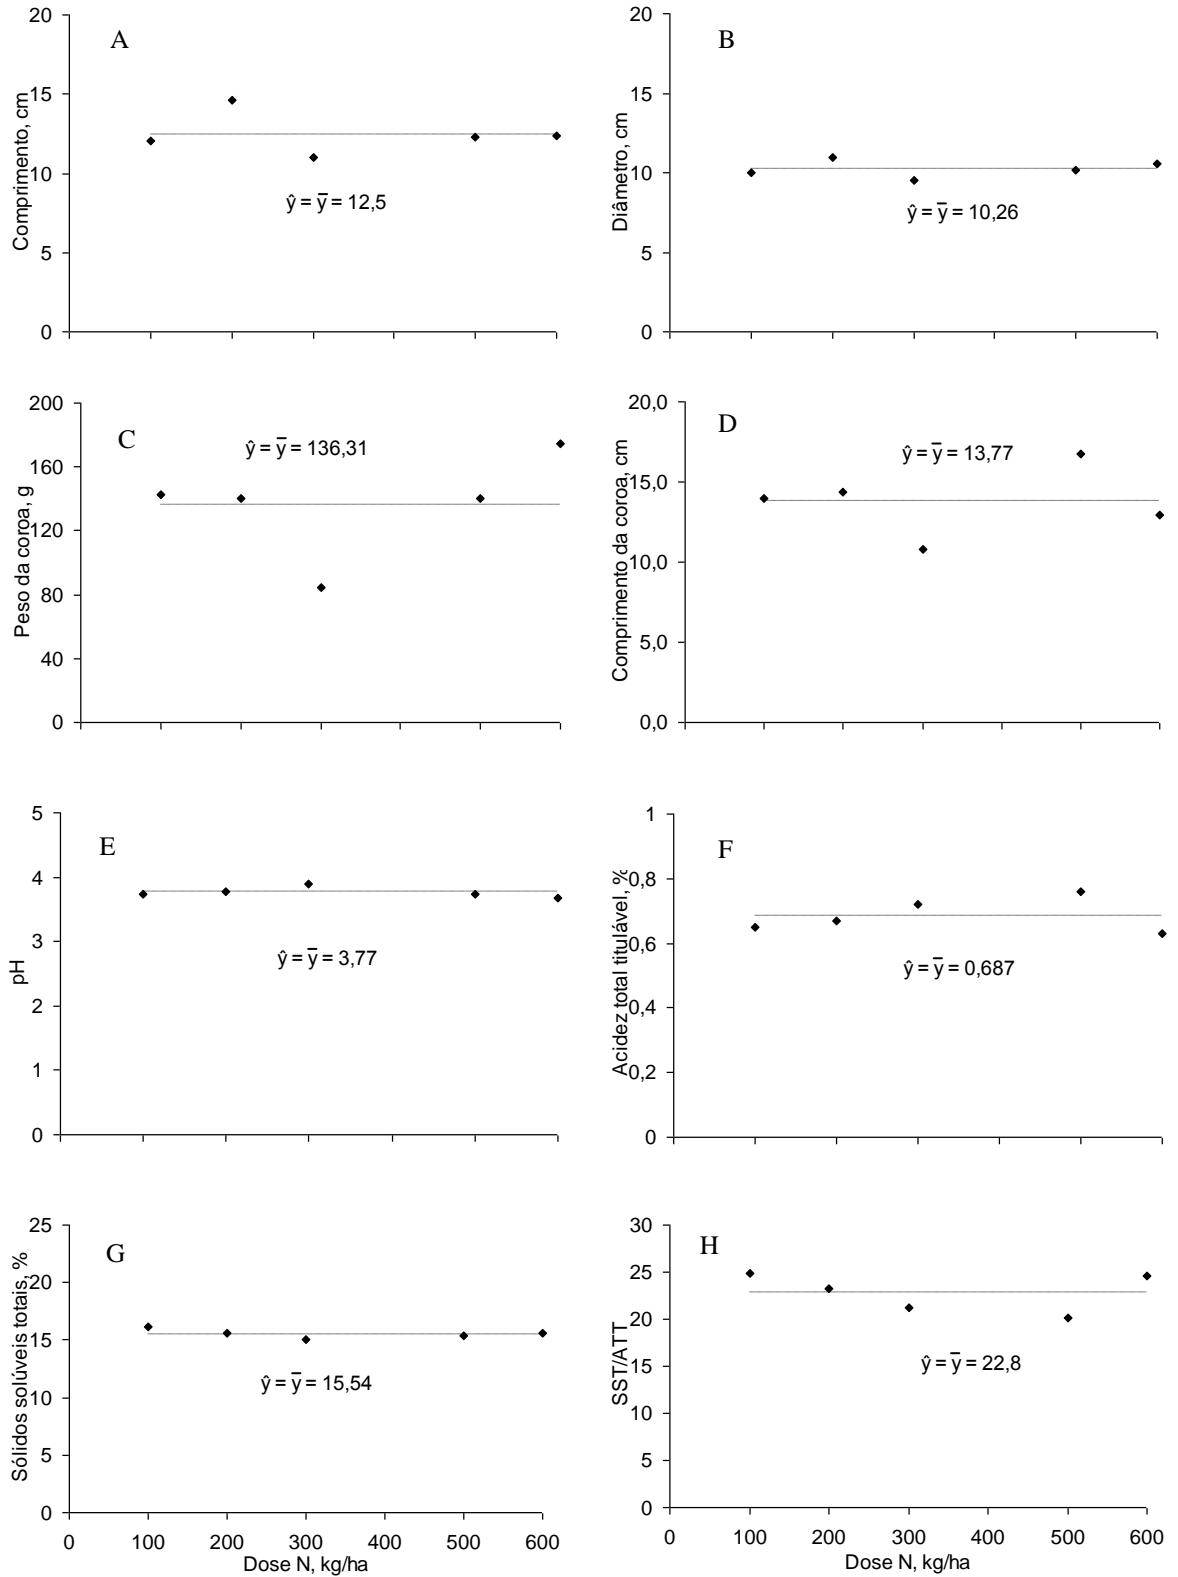 A
Comprimento, cm
20
15
10
5
0
ŷ = ȳ = 12,5
B
Diâmetro, cm
20
15
10
5
0
ŷ = ȳ = 10,26
C
Peso da coroa, g
200
160
120
80
40
0
ŷ = ȳ = 136,31
D
Comprimento da coroa, cm
20,0
15,0
10,0
5,0
0,0
ŷ = ȳ = 13,77
E
pH
5
4
3
2
1
0
ŷ = ȳ = 3,77
F
Acidez total titulável, %
1
0,8
0,6
0,4
0,2
0
ŷ = ȳ = 0,687
G
Sólidos solúveis totais, %
25
20
15
10
5
0
ŷ = ȳ = 15,54
0 100 200 300 400 500 600
Dose N, kg/ha
H
SST/ATT
30
25
20
15
10
5
0
ŷ = ȳ = 22,8
0 100 200 300 400 500 600
Dose N, kg/ha